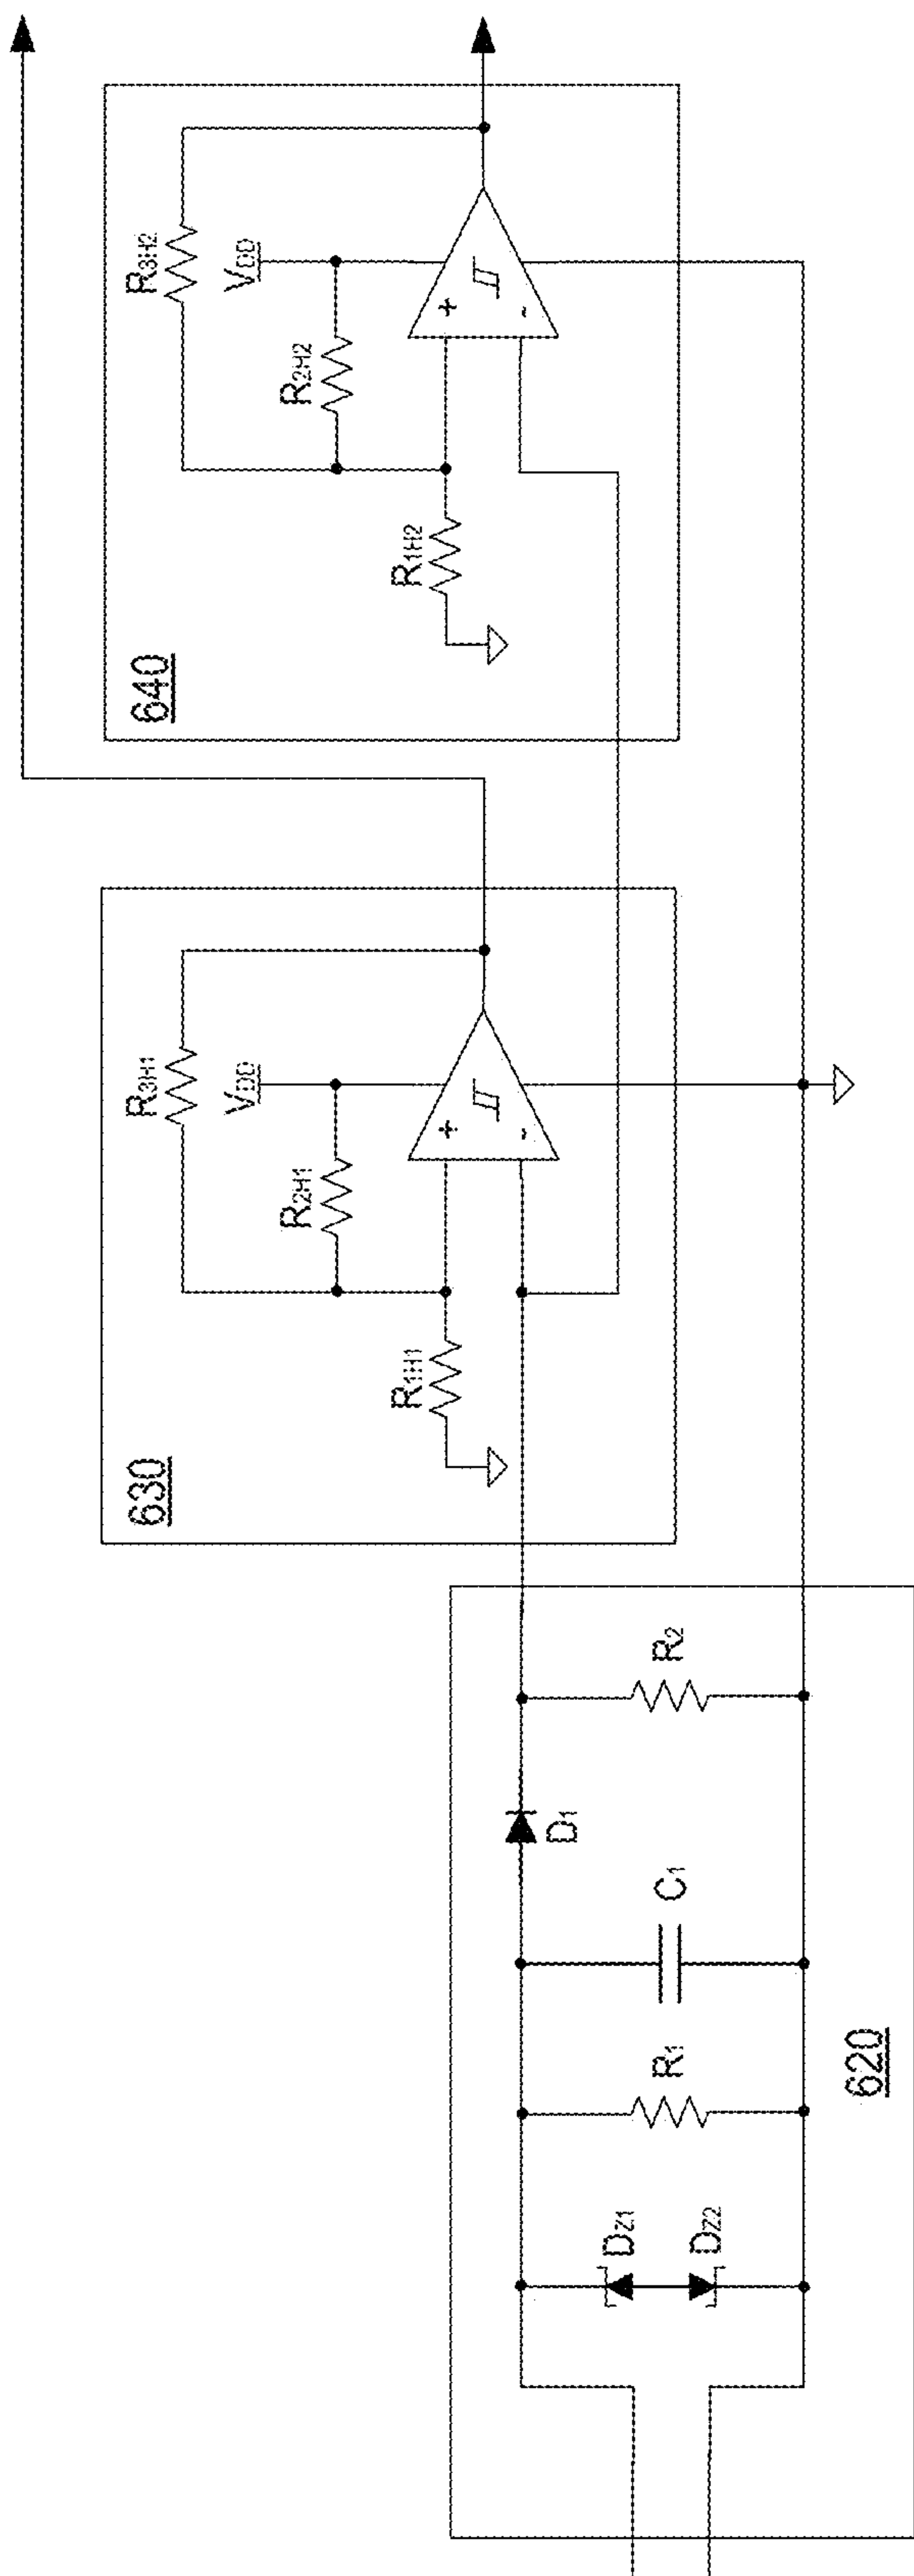 620
DZ1
DZ2
R1
C1
D1
R2
630
R1H1
R2H1
R3H1
VDD
+
-
640
R1H2
R2H2
R3H2
VDD
+
-